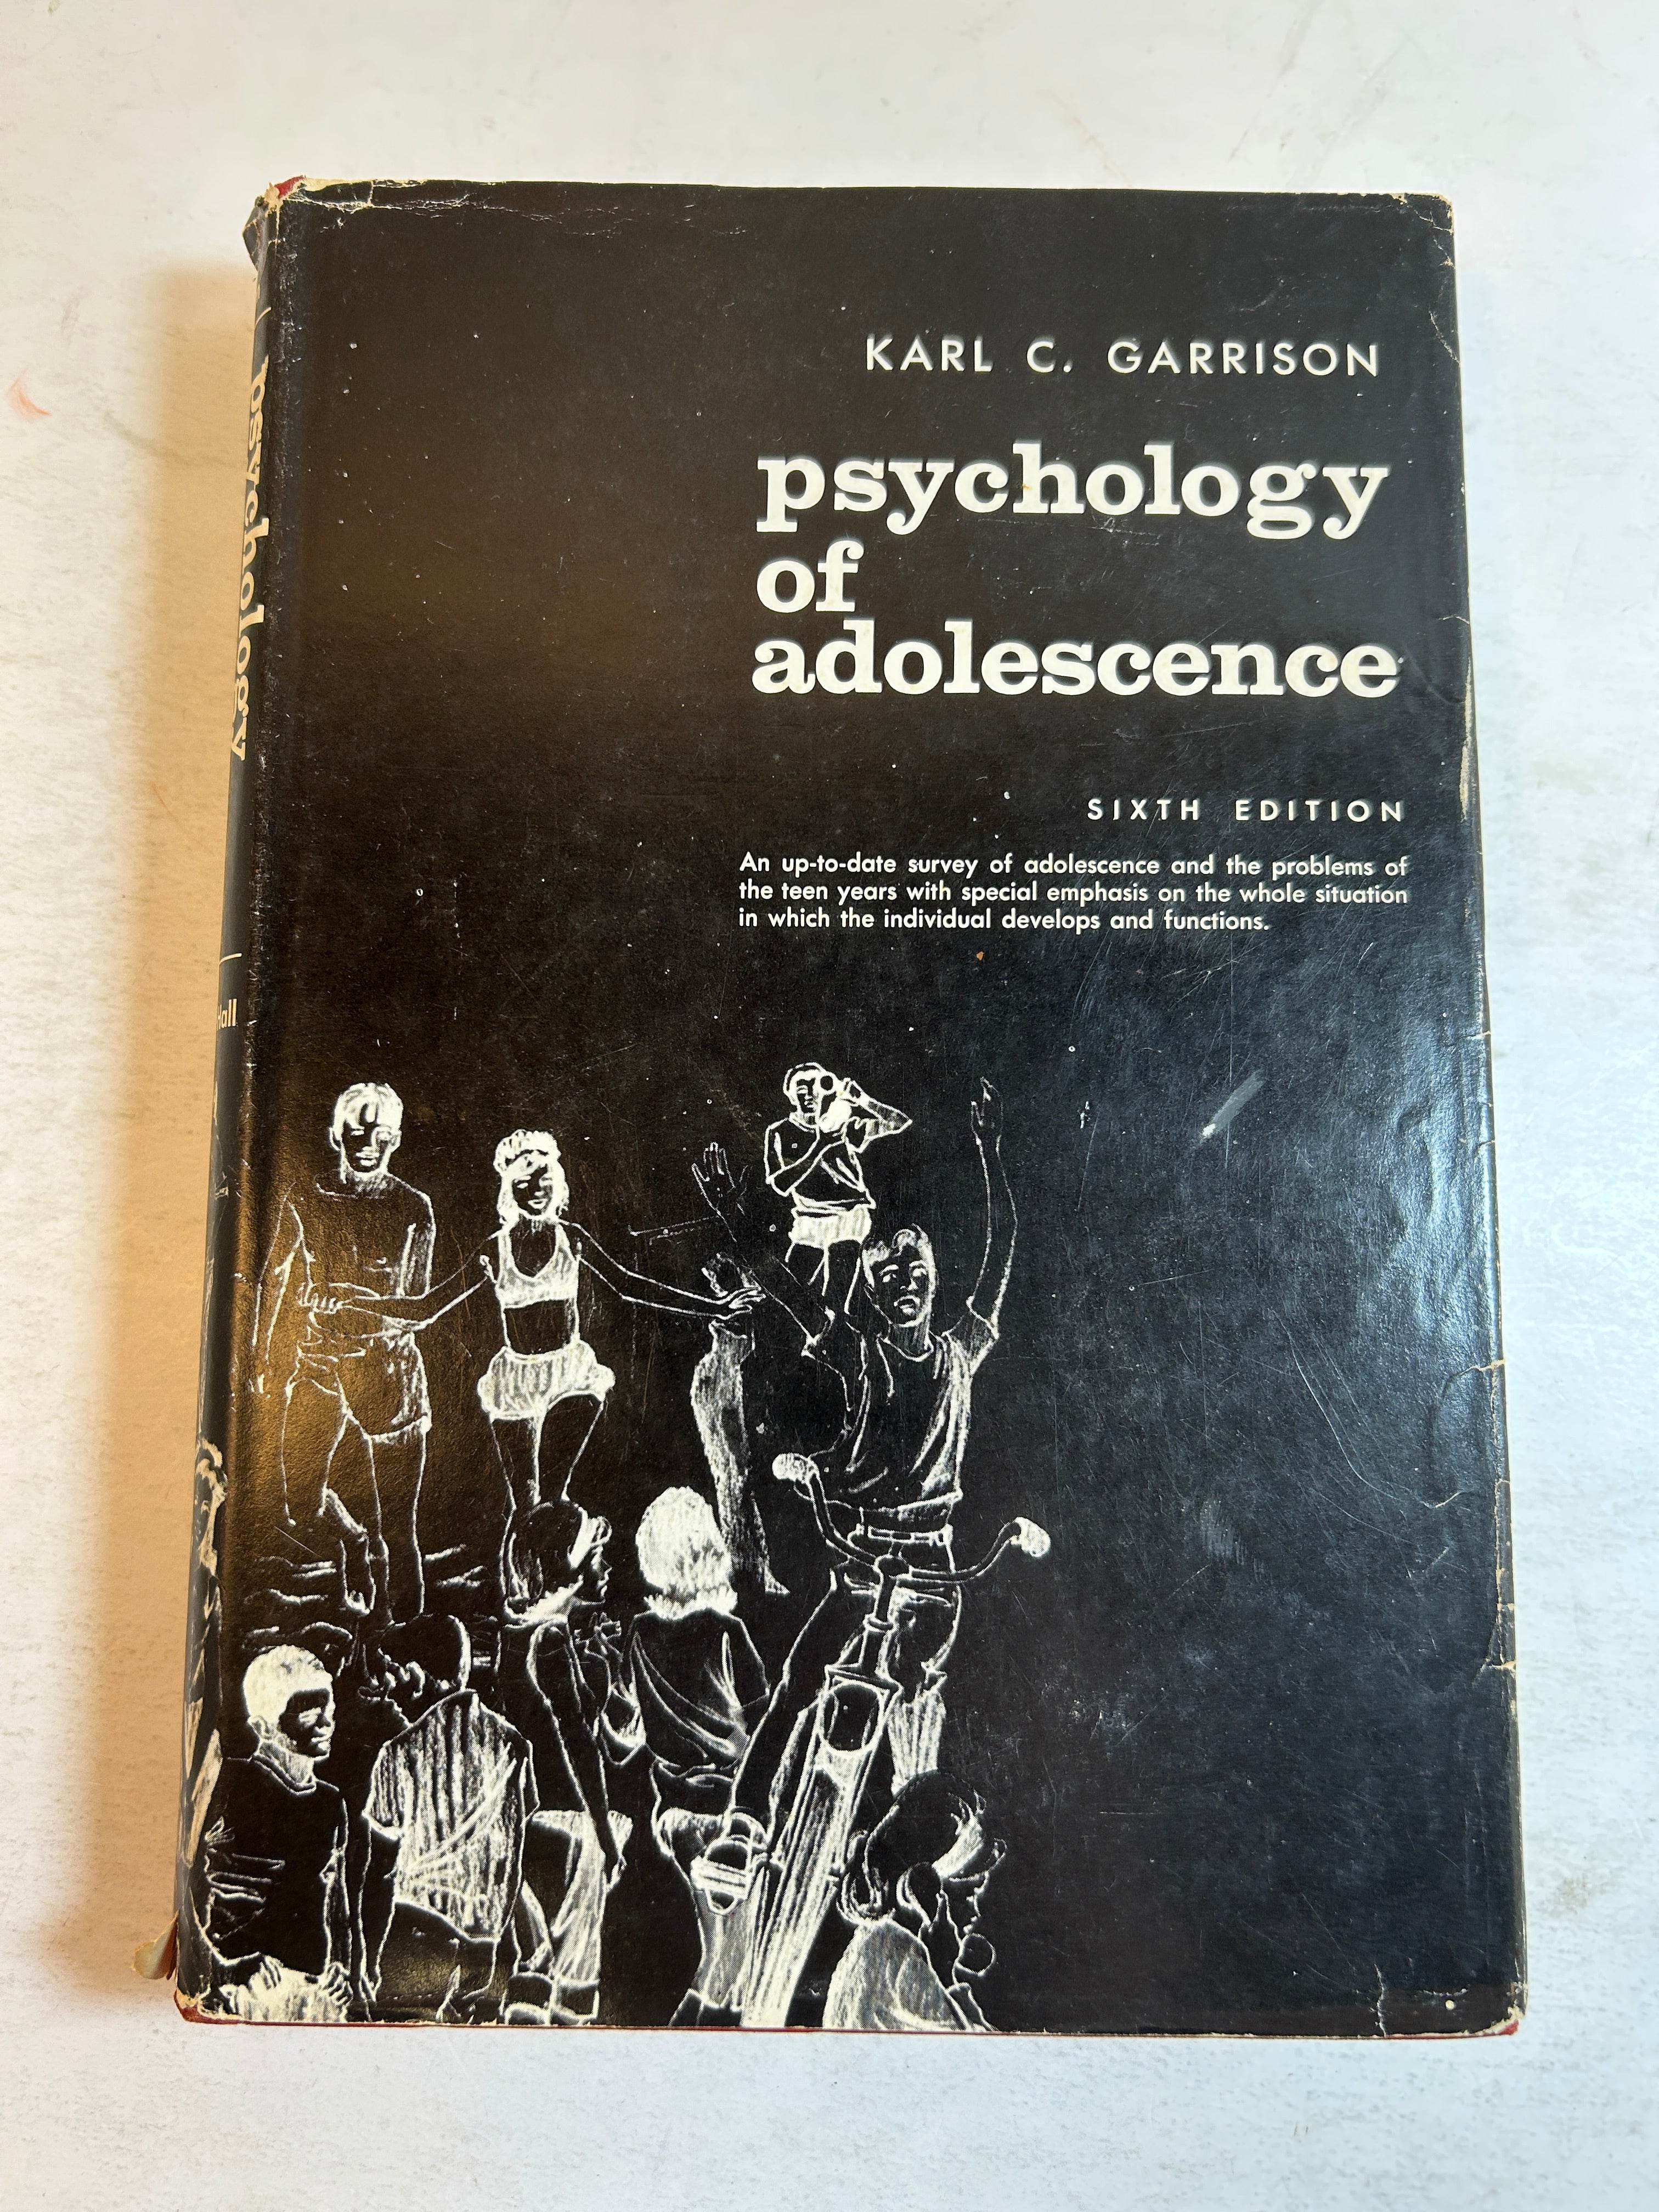 KARL C. GARRISON
psychology
of
adolescence
SIXTH EDITION
An up-to-date survey of adolescence and the problems of
the teen years with special emphasis on the whole situation
in which the individual develops and functions.
psychology